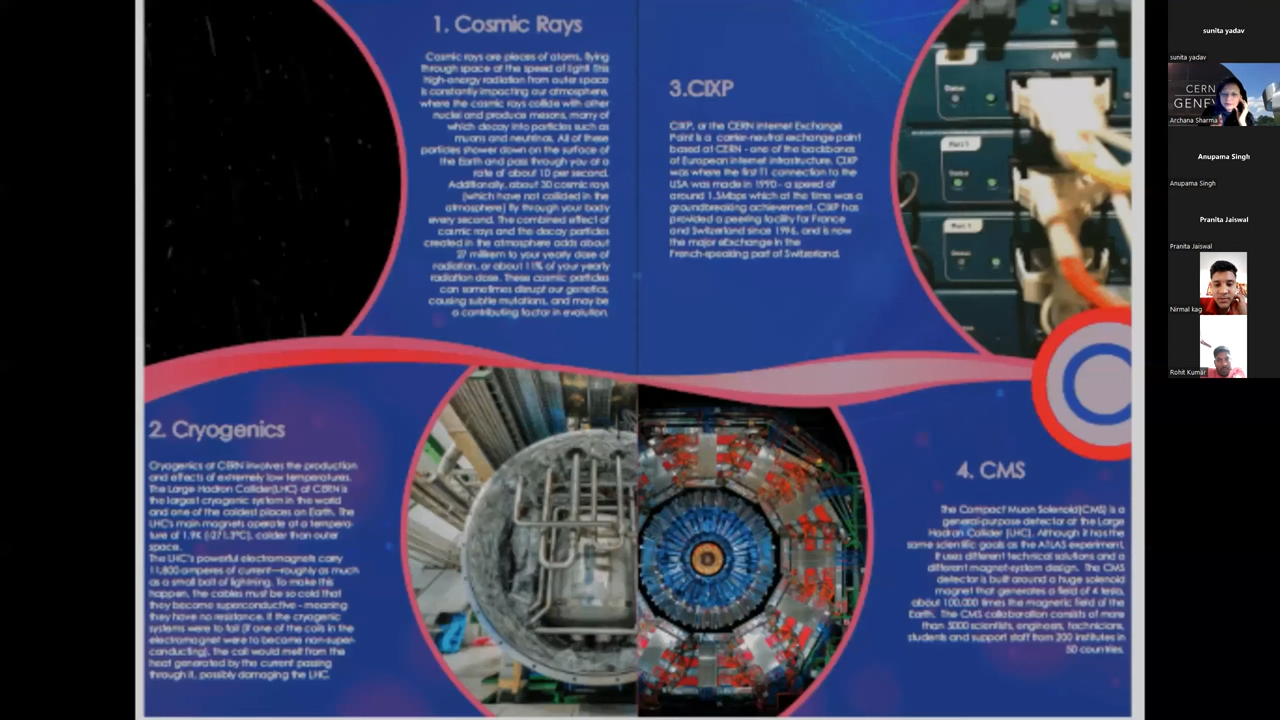 1. Cosmic Rays
Cosmic rays are pieces of atoms, flying
through space at the speed of light! This
high-energy radiation from outer space
is constantly impacting our atmosphere,
where the cosmic rays collide with other
nuclei and produce mesons, many of
which decay into particles such as
muons and neutrinos. All of these
particles shower down on the surface of
the Earth and pass through you at a
rate of about 10 per second.
Additionally, about 30 cosmic rays
(which have not collided in the
atmosphere) fly through your body
every second. The combined effect of
cosmic rays and the decay particles
created in the atmosphere adds about
27 millirem to your yearly dose of
radiation, or about 11% of your yearly
radiation dose. These cosmic particles
can sometimes disrupt our genetics,
causing subtle mutations, and may be
a contributing factor in evolution.
2. Cryogenics
Cryogenics at CERN involves the production
and effects of extremely low temperatures.
The Large Hadron Collider(LHC) at CERN is
the largest cryogenic system in the world
and one of the coldest places on Earth. The
LHC's main magnets operate at a tempera-
ture of 1.9K (-271.3°C), colder than outer
space.
The LHC's powerful electromagnets carry
11,800 amperes of current—roughly as much
as a small bolt of lightning. To make this
happen, the cables must be so cold that
they become superconductive - meaning
they have no resistance. If the cryogenic
systems were to fail (if one of the coils in the
electromagnet were to become non-super-
conducting), the coil would melt from the
heat generated by the current passing
through it, possibly damaging the LHC.
3.CIXP
CIXP, or the CERN Internet Exchange
Point is a carrier-neutral exchange point
based at CERN - one of the backbones
of European internet infrastructure. CIXP
was where the first T1 connection to the
USA was made in 1990 - a speed of
around 1.5Mbps which at the time was a
groundbreaking achievement. CIXP has
provided a peering facility for France
and Switzerland since 1996, and is now
the major eExchange in the
French-speaking part of Switzerland.
4. CMS
The Compact Muon Solenoid(CMS) is a
general-purpose detector at the Large
Hadron Collider (LHC). Although it has the
same scientific goals as the ATLAS experiment,
it uses different technical solutions and a
different magnet-system design. The CMS
detector is built around a huge solenoid
magnet that generates a field of 4 tesla,
about 100,000 times the magnetic field of the
Earth. The CMS collaboration consists of more
than 5000 scientists, engineers, technicians,
students and support staff from 200 institutes in
50 countries.
sunita yadav
sunita yadav
CERN
GENEV
Archana Sharma
Anupama Singh
Anupama Singh
Pranita Jaiswal
Pranita Jaiswal
Nirmal kag
Rohit Kumar